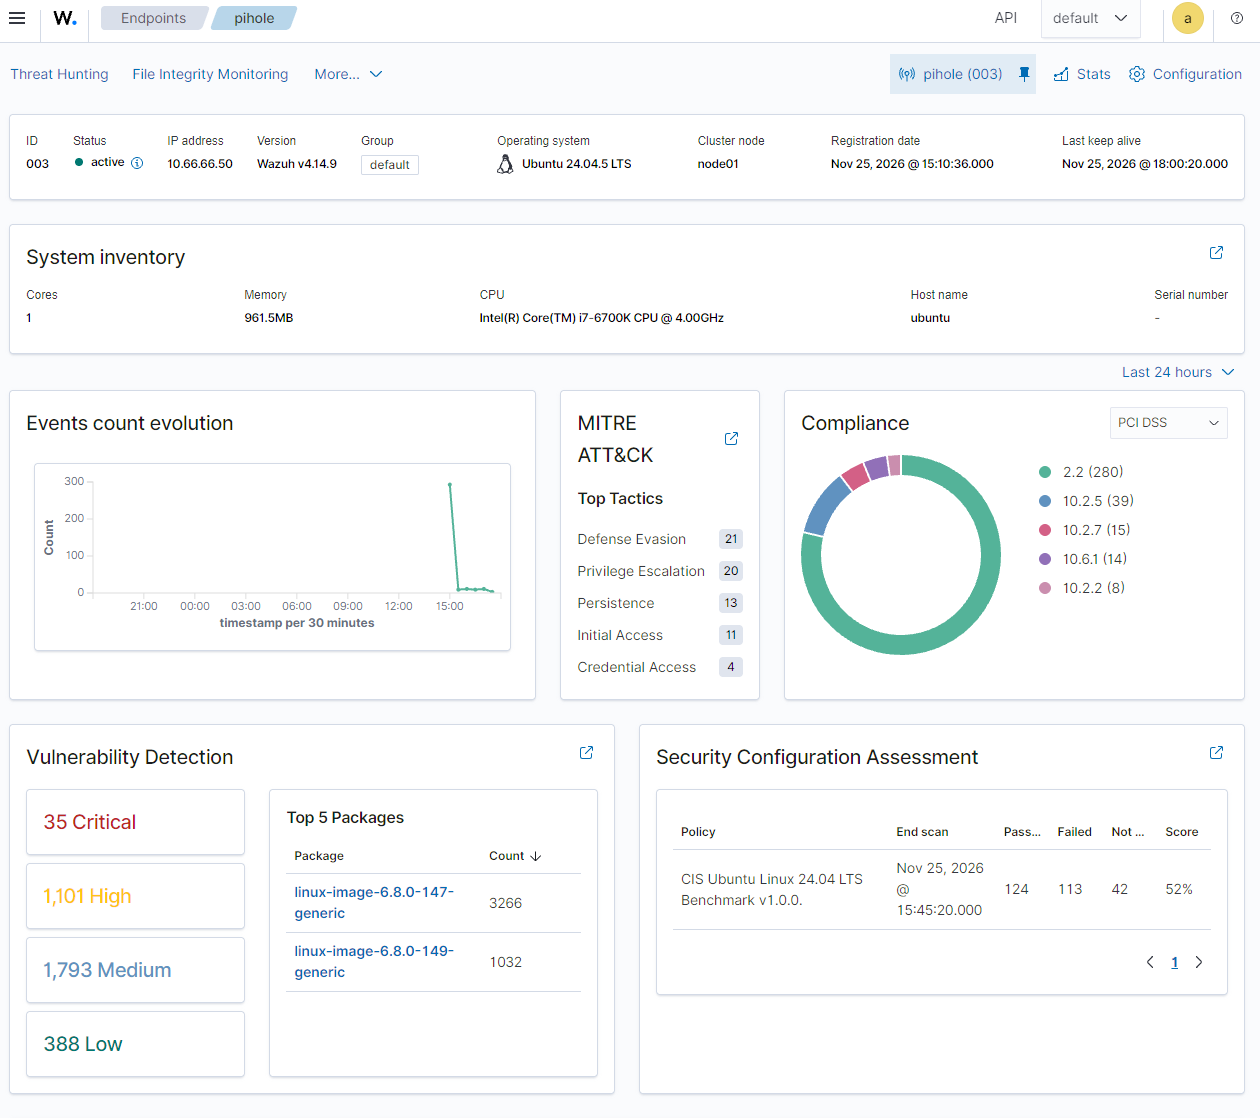 W. Endpoints pihole API default a
Threat Hunting File Integrity Monitoring More... pihole (003) Stats Configuration
ID Status IP address Version Group Operating system Cluster node Registration date Last keep alive
003 active 10.66.66.50 Wazuh v4.14.9 default Ubuntu 24.04.5 LTS node01 Nov 25, 2026 @ 15:10:36.000 Nov 25, 2026 @ 18:00:20.000
System inventory
Cores Memory CPU Host name Serial number
1 961.5MB Intel(R) Core(TM) i7-6700K CPU @ 4.00GHz ubuntu -
Last 24 hours
Events count evolution
300
200
100
0
Count
21:00 00:00 03:00 06:00 09:00 12:00 15:00
timestamp per 30 minutes
MITRE
ATT&CK
Top Tactics
Defense Evasion 21
Privilege Escalation 20
Persistence 13
Initial Access 11
Credential Access 4
Compliance PCI DSS
2.2 (280)
10.2.5 (39)
10.2.7 (15)
10.6.1 (14)
10.2.2 (8)
Vulnerability Detection
35 Critical
1,101 High
1,793 Medium
388 Low
Top 5 Packages
Package Count
linux-image-6.8.0-147-
generic
3266
linux-image-6.8.0-149-
generic
1032
Security Configuration Assessment
Policy End scan Pass... Failed Not ... Score
CIS Ubuntu Linux 24.04 LTS
Benchmark v1.0.0.
Nov 25, 2026
@
15:45:20.000
124 113 42 52%
1